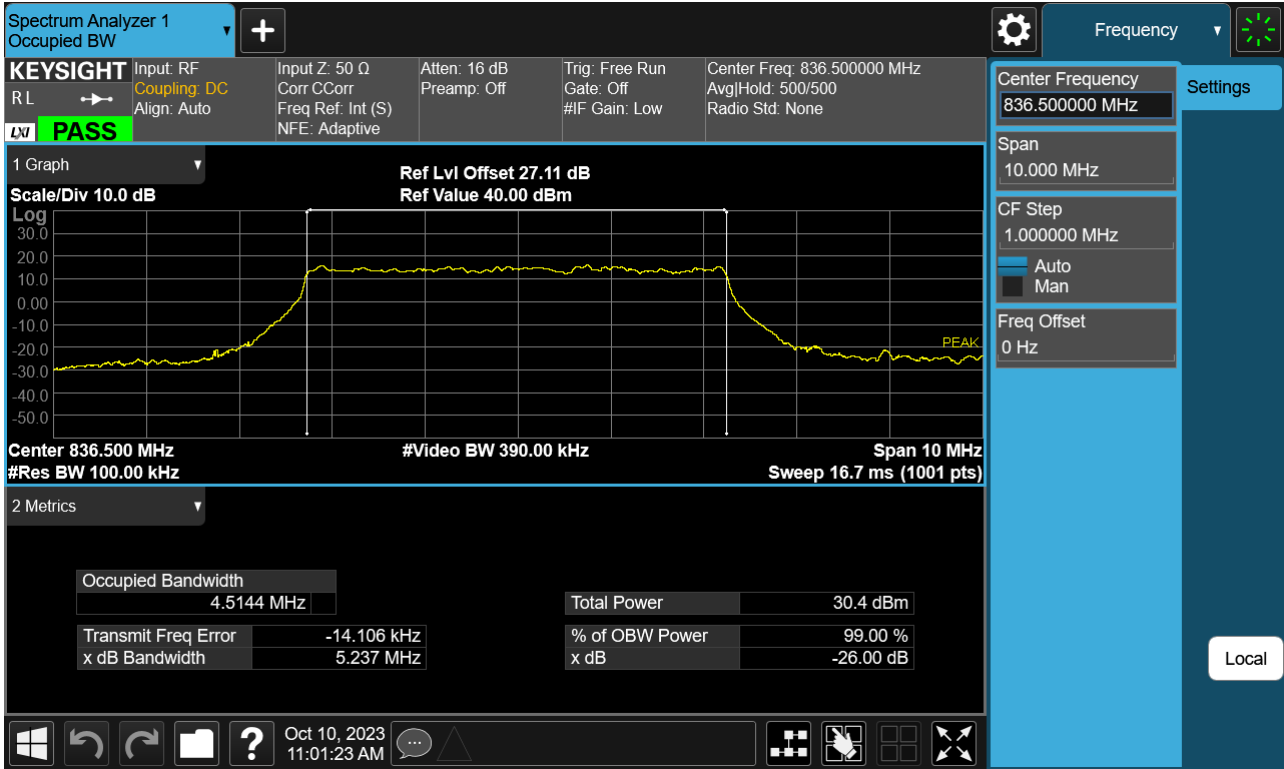 Spectrum Analyzer 1
Occupied BW
Frequency
KEYSIGHT
R L
LXI
PASS
Input: RF
Coupling: DC
Align: Auto
Input Z: 50 Ω
Corr CCorr
Freq Ref: Int (S)
NFE: Adaptive
Atten: 16 dB
Preamp: Off
Trig: Free Run
Gate: Off
#IF Gain: Low
Center Freq: 836.500000 MHz
Avg|Hold: 500/500
Radio Std: None
Center Frequency
836.500000 MHz
Settings
Span
10.000 MHz
CF Step
1.000000 MHz
Auto
Man
Freq Offset
0 Hz
Local
1 Graph
Scale/Div 10.0 dB
Ref Lvl Offset 27.11 dB
Ref Value 40.00 dBm
Log
30.0
20.0
10.0
0.00
-10.0
-20.0
-30.0
-40.0
-50.0
PEAK
Center 836.500 MHz
#Video BW 390.00 kHz
Span 10 MHz
#Res BW 100.00 kHz
Sweep 16.7 ms (1001 pts)
2 Metrics
Occupied Bandwidth
4.5144 MHz
Total Power 30.4 dBm
Transmit Freq Error -14.106 kHz
% of OBW Power 99.00 %
x dB Bandwidth 5.237 MHz
x dB -26.00 dB
?
Oct 10, 2023
11:01:23 AM